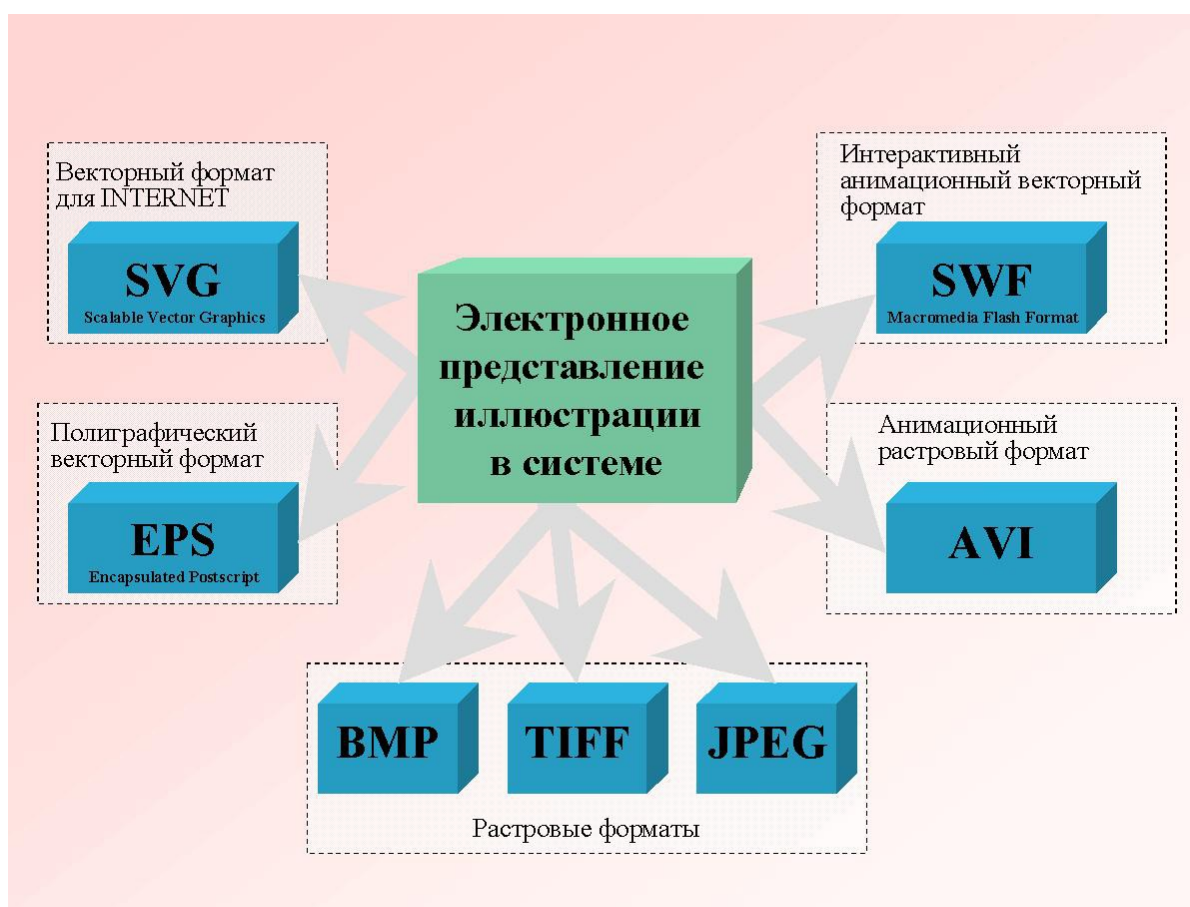 Векторный формат
для INTERNET
SVG
Scalable Vector Graphics
Полиграфический
векторный формат
EPS
Encapsulated Postscript
Электронное
представление
иллюстрации
в системе
Интерактивный
анимационный векторный
формат
SWF
Macromedia Flash Format
Анимационный
растровый формат
AVI
BMP
TIFF
JPEG
Растровые форматы